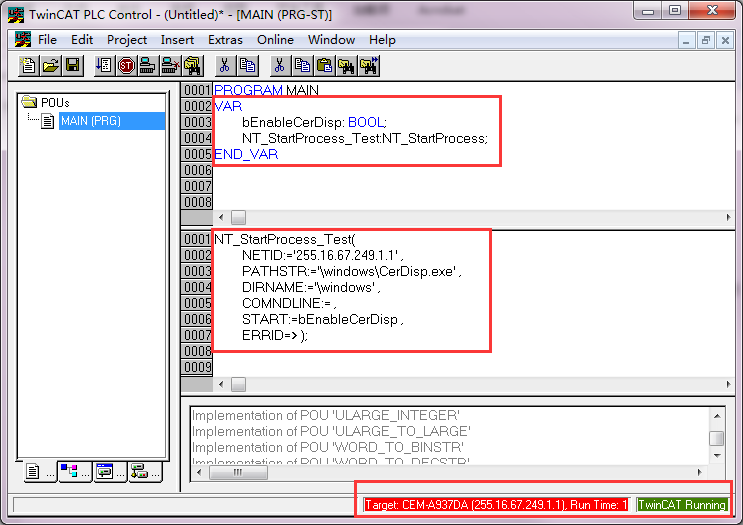 TwinCAT PLC Control - (Untitled)* - [MAIN (PRG-ST)]
File Edit Project Insert Extras Online Window Help
POUs
MAIN (PRG)
0001 PROGRAM MAIN
0002 VAR
0003 bEnableCerDisp: BOOL;
0004 NT_StartProcess_Test:NT_StartProcess;
0005 END_VAR
0006
0007
0008
0001 NT_StartProcess_Test(
0002 NETID:='255.16.67.249.1.1' ,
0003 PATHSTR:='\windows\CerDisp.exe' ,
0004 DIRNAME:='\windows' ,
0005 COMNDLINE:= ,
0006 START:=bEnableCerDisp ,
0007 ERRID=> );
0008
0009
Implementation of POU 'ULARGE_INTEGER'
Implementation of POU 'ULARGE_TO_LARGE'
Implementation of POU 'WORD_TO_BINSTR'
Implementation of POU 'WORD_TO_DECSTR'
Target: CEM-A937DA (255.16.67.249.1.1), Run Time: 1 TwinCAT Running